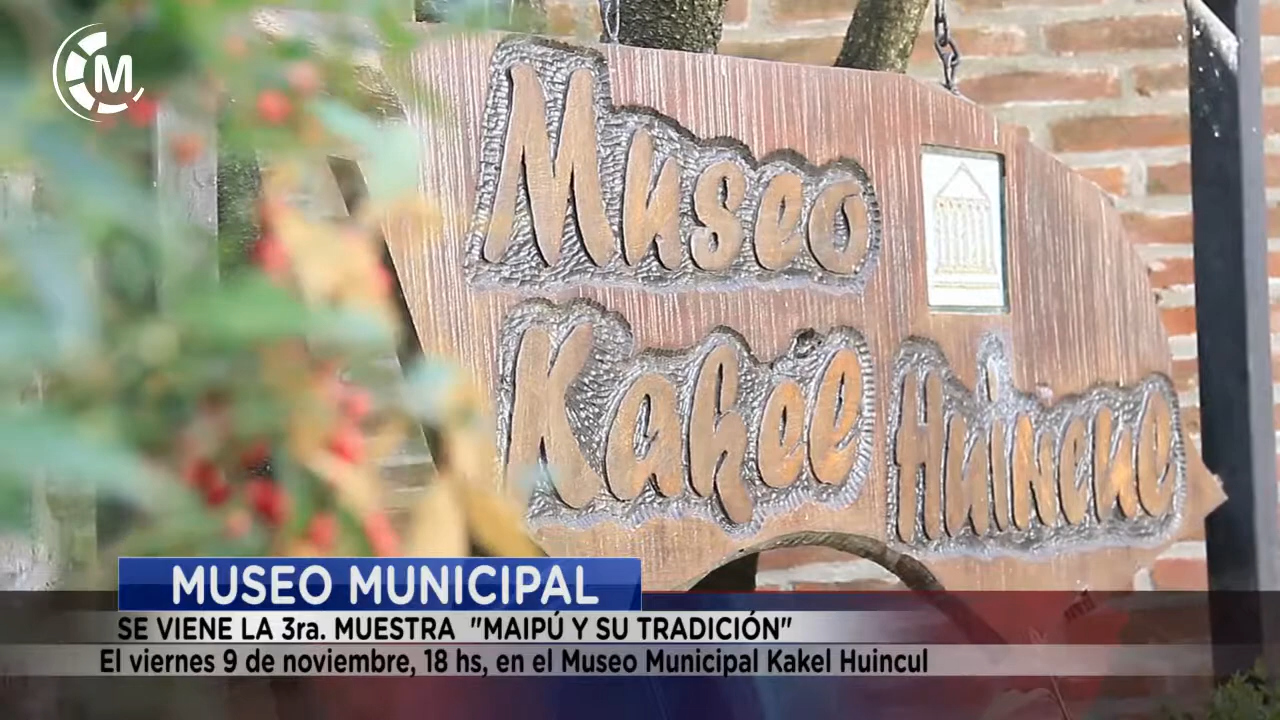 M
Museo
Kakel Huincul
MUSEO MUNICIPAL
SE VIENE LA 3ra. MUESTRA "MAIPÚ Y SU TRADICIÓN"
El viernes 9 de noviembre, 18 hs, en el Museo Municipal Kakel Huincul